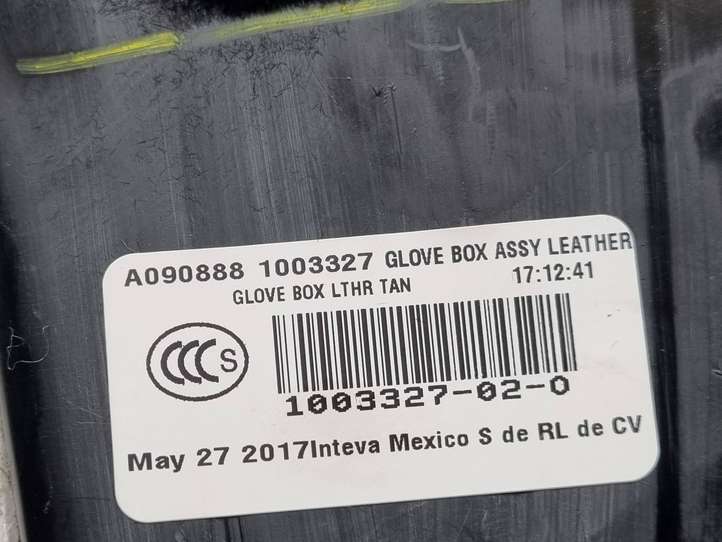 A090888 1003327 GLOVE BOX ASSY LEATHER
GLOVE BOX LTHR TAN 17:12:41
CCC S
1003327-02-0
May 27 2017Inteva Mexico S de RL de CV